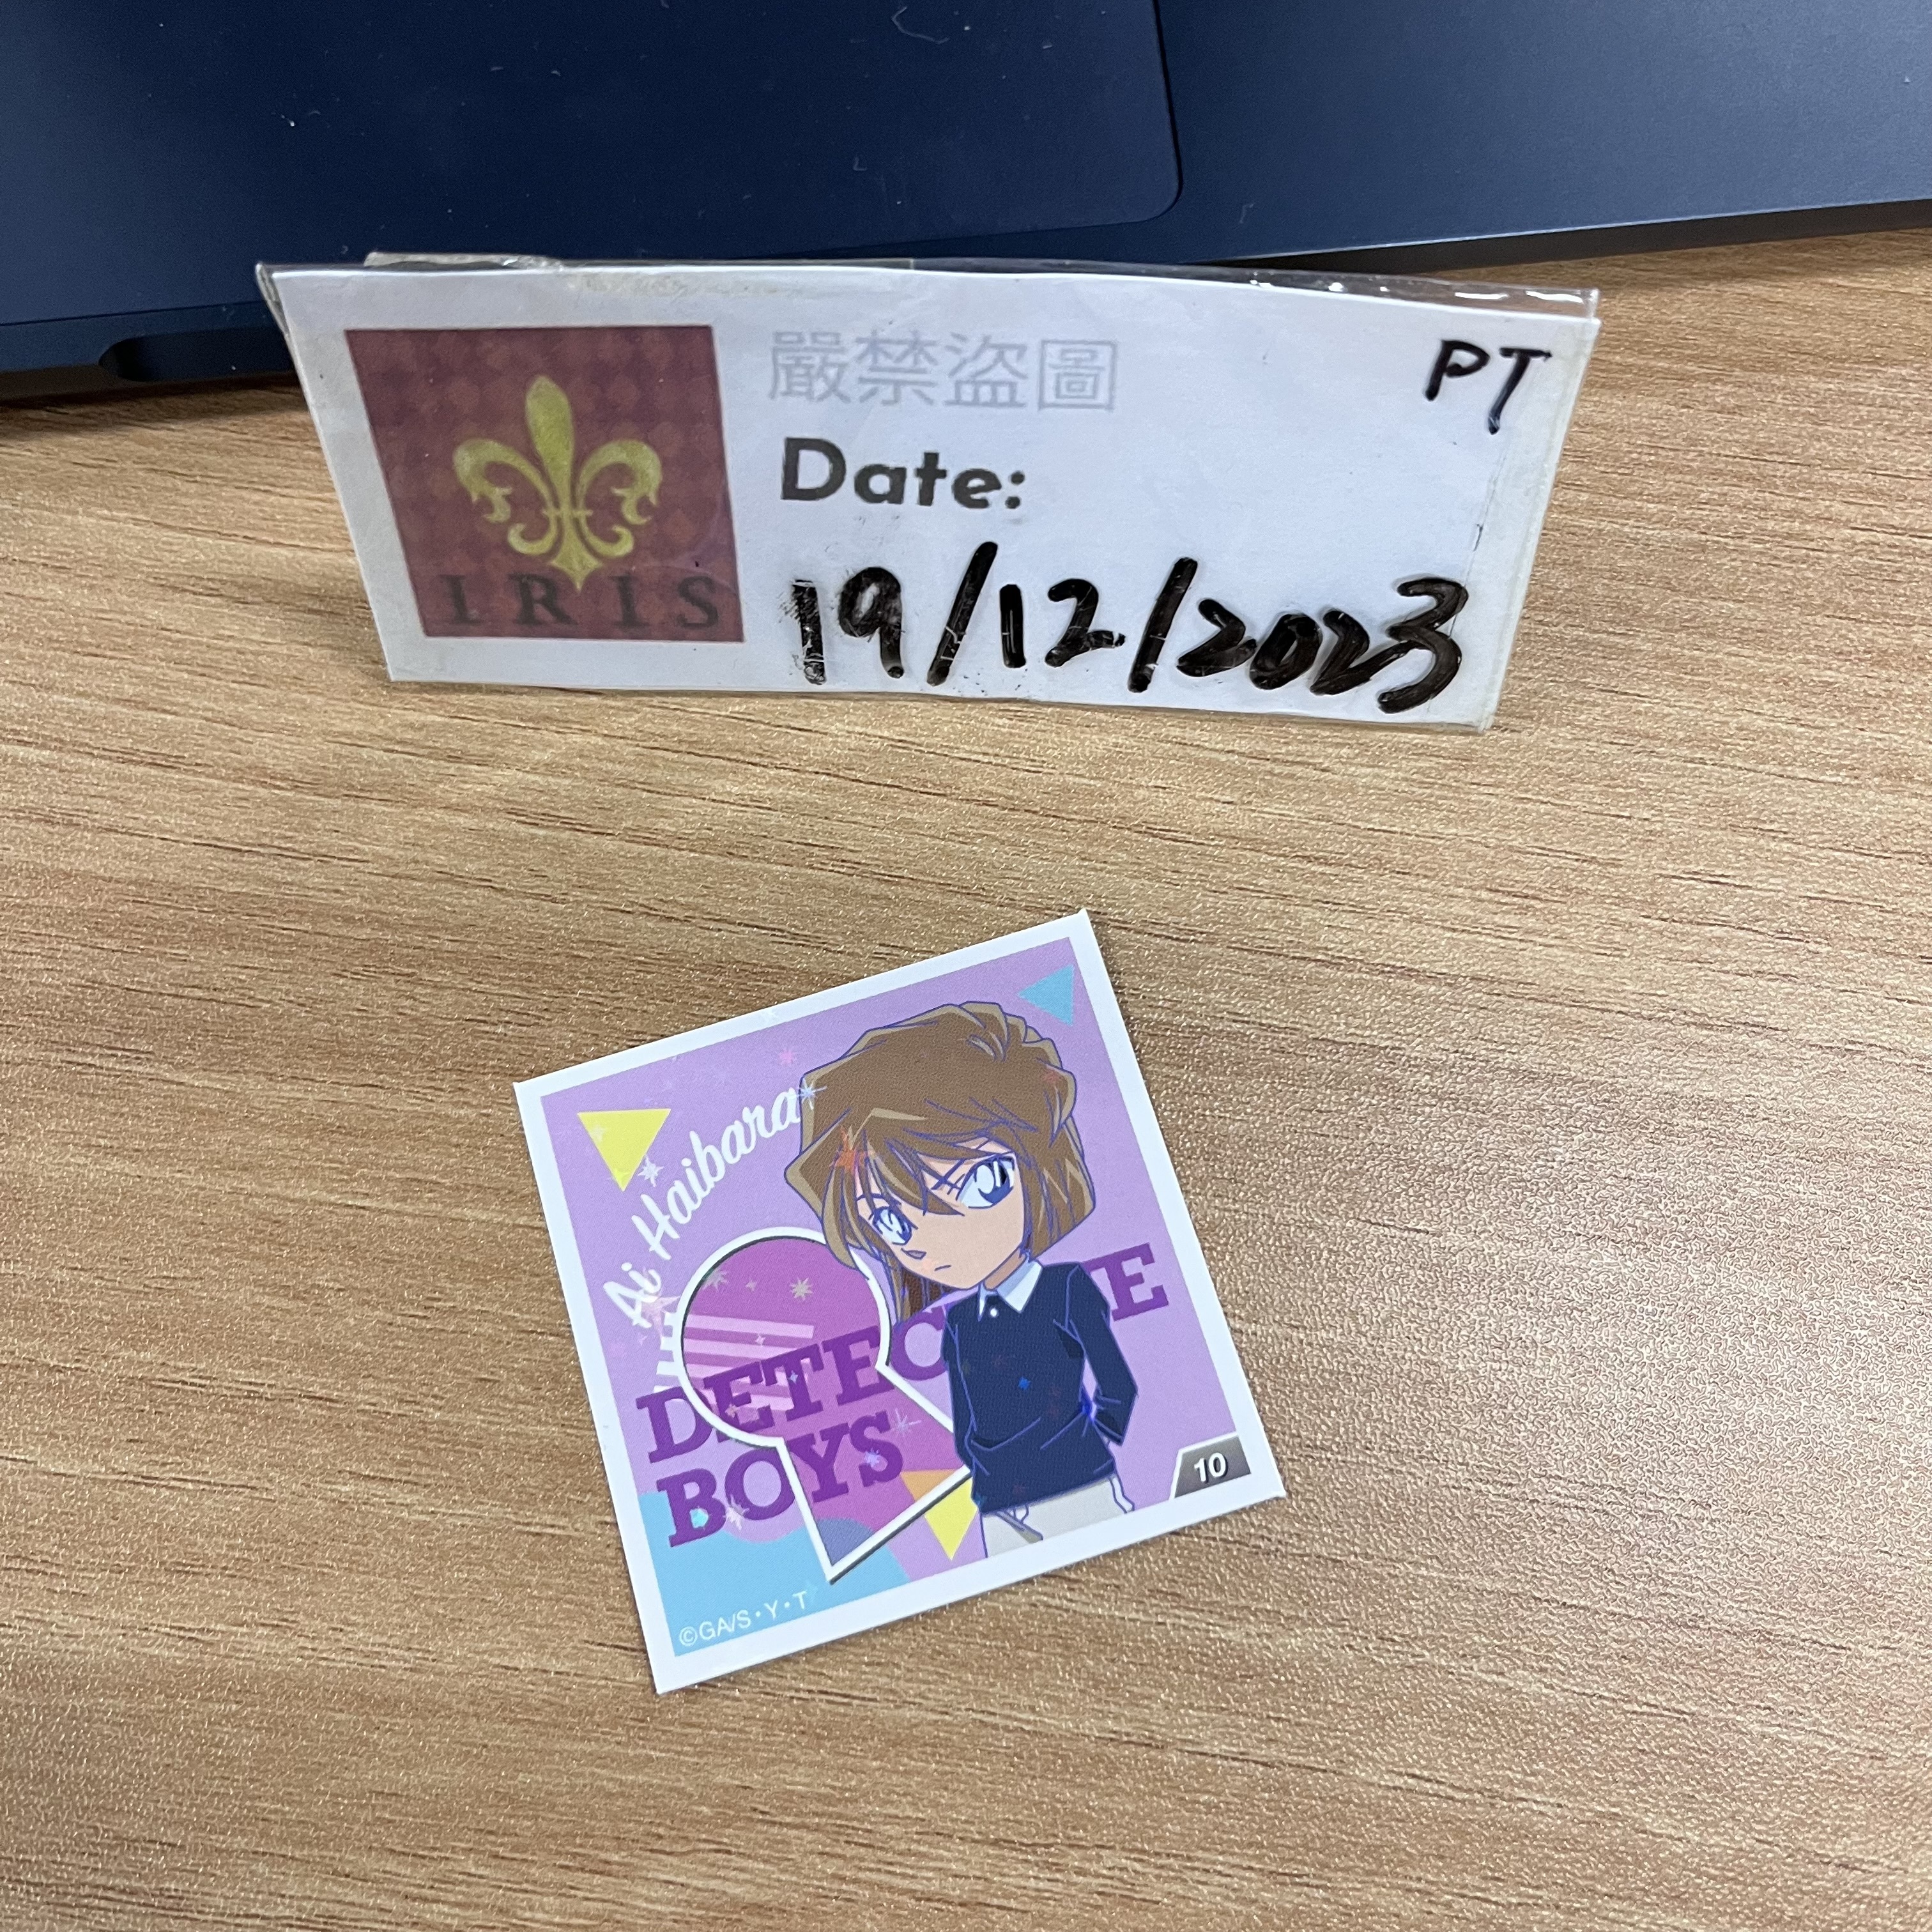 嚴禁盜圖
PT
Date:
19/12/2023
IRIS
Ai Haibara
DETEC E
BOYS
10
©GA/S・Y・T